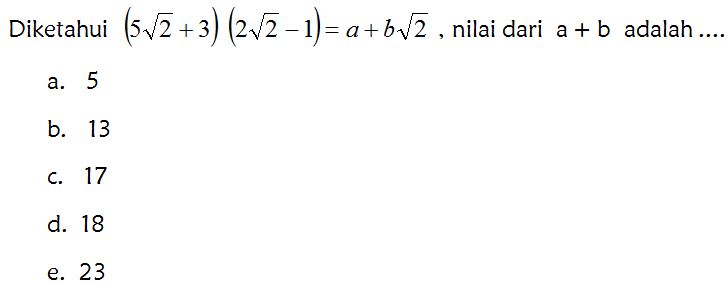 Diketahui (5√2 + 3) (2√2 − 1) = a + b√2 , nilai dari a + b adalah ....
a. 5
b. 13
c. 17
d. 18
e. 23